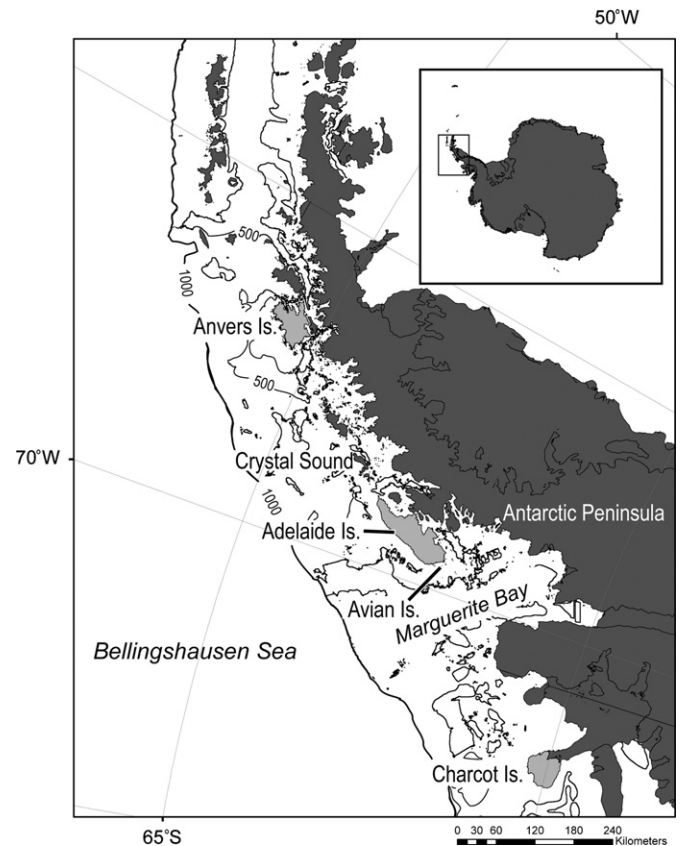 50°W
500
1000
Anvers Is.
500
70°W
Crystal Sound
1000
Antarctic Peninsula
Adelaide Is.
Avian Is.
Marguerite Bay
Bellingshausen Sea
Charcot Is.
65°S
0 30 60 120 180 240
Kilometers